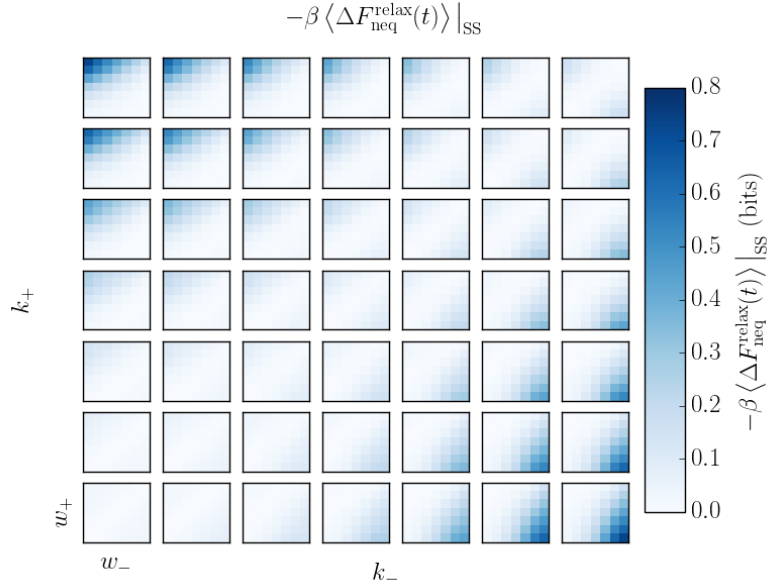 −β ⟨ΔF_neq^relax(t)⟩|_SS
k_+
w_+
w_−
k_−
0.8
0.7
0.6
0.5
0.4
0.3
0.2
0.1
0.0
−β ⟨ΔF_neq^relax(t)⟩|_SS (bits)